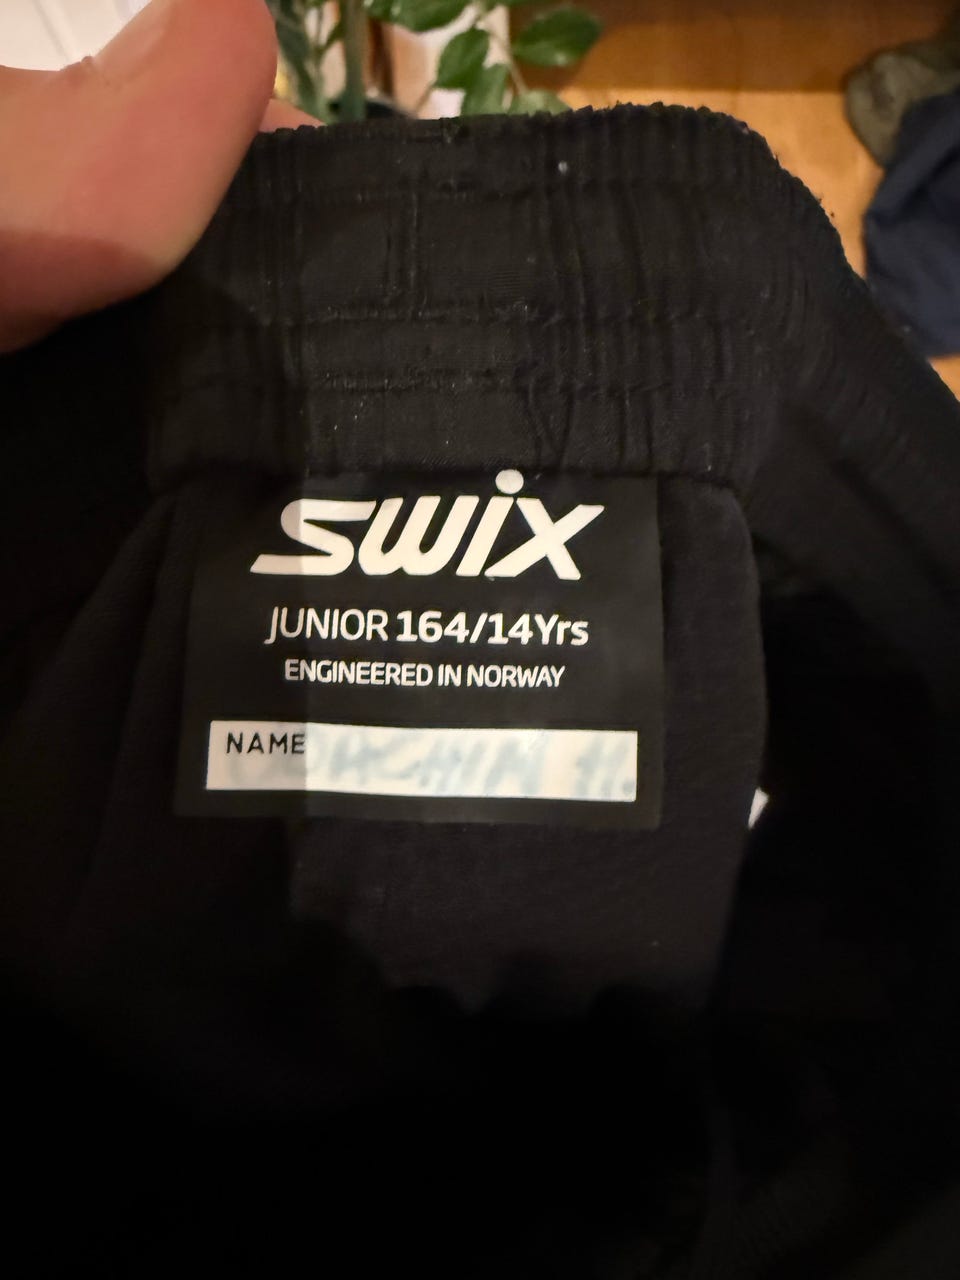 swix
JUNIOR 164/14Yrs
ENGINEERED IN NORWAY
NAME